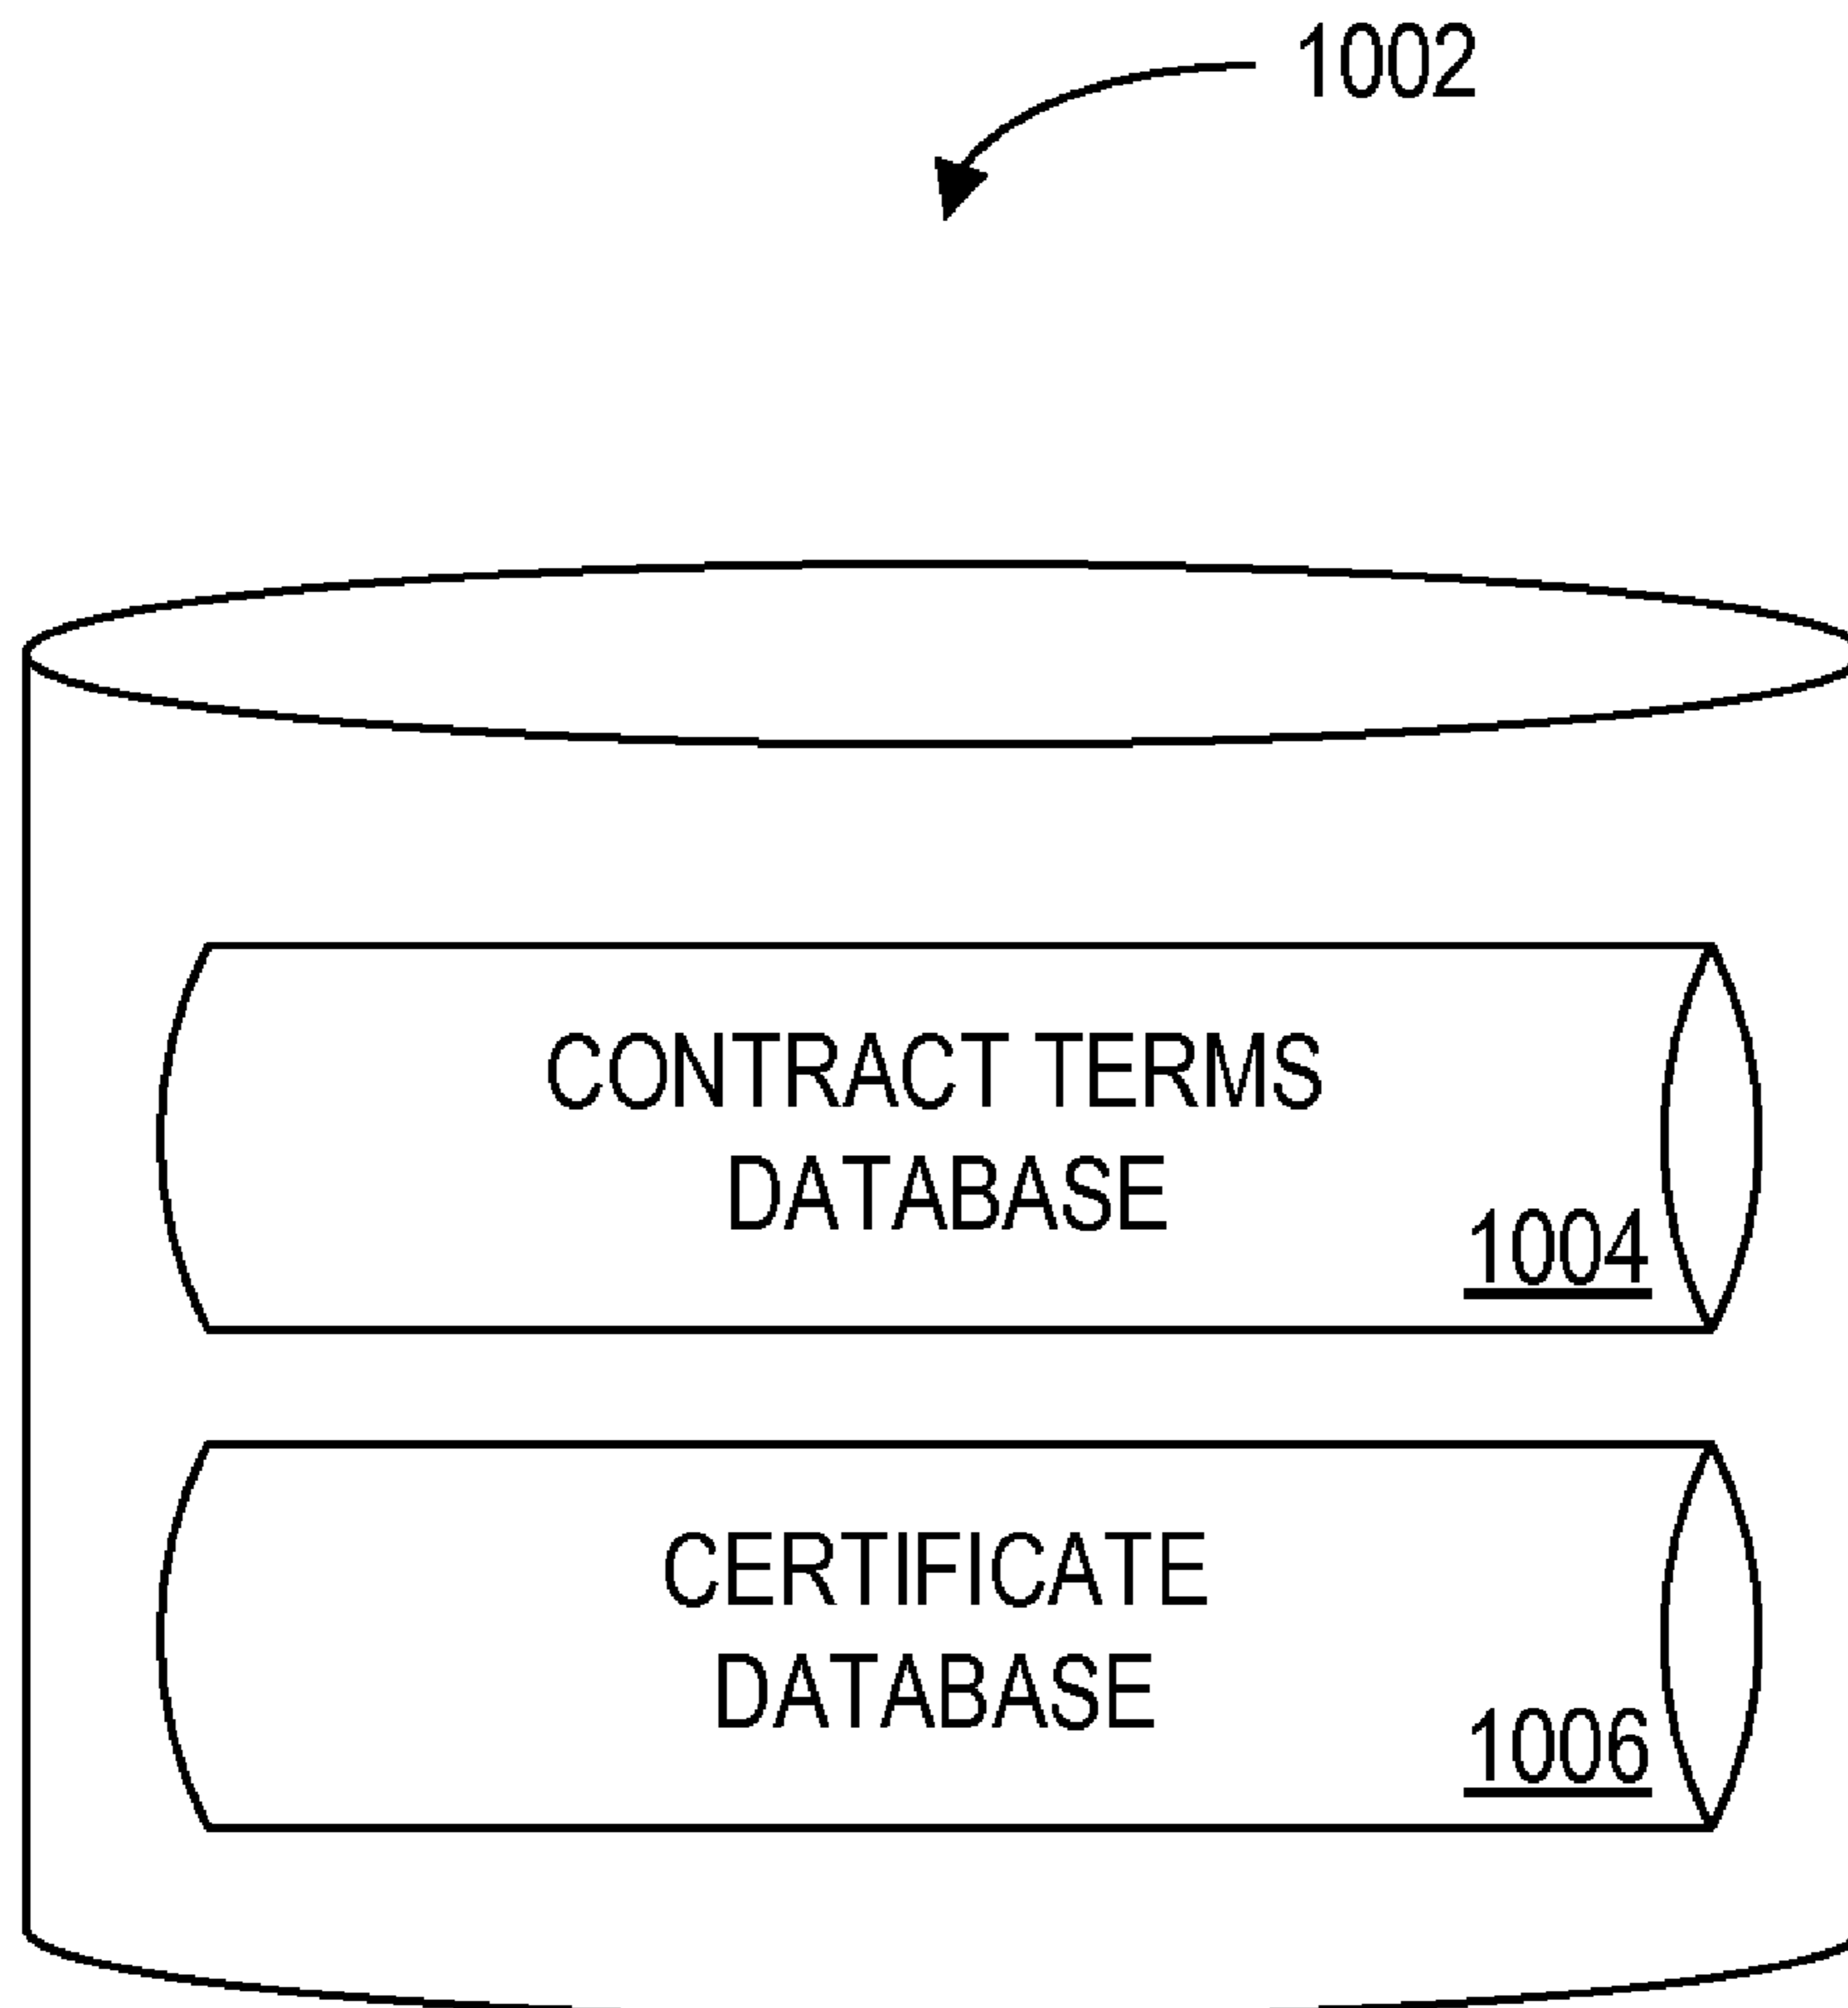 1002
CONTRACT TERMS
DATABASE
1004
CERTIFICATE
DATABASE
1006